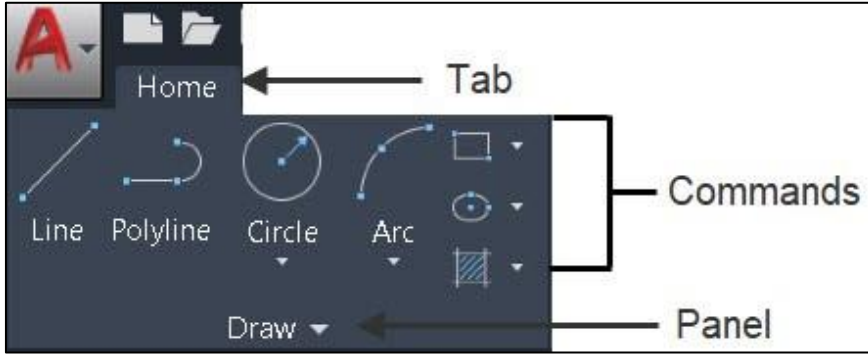 A
Home
Tab
Line Polyline Circle Arc
Commands
Draw
Panel